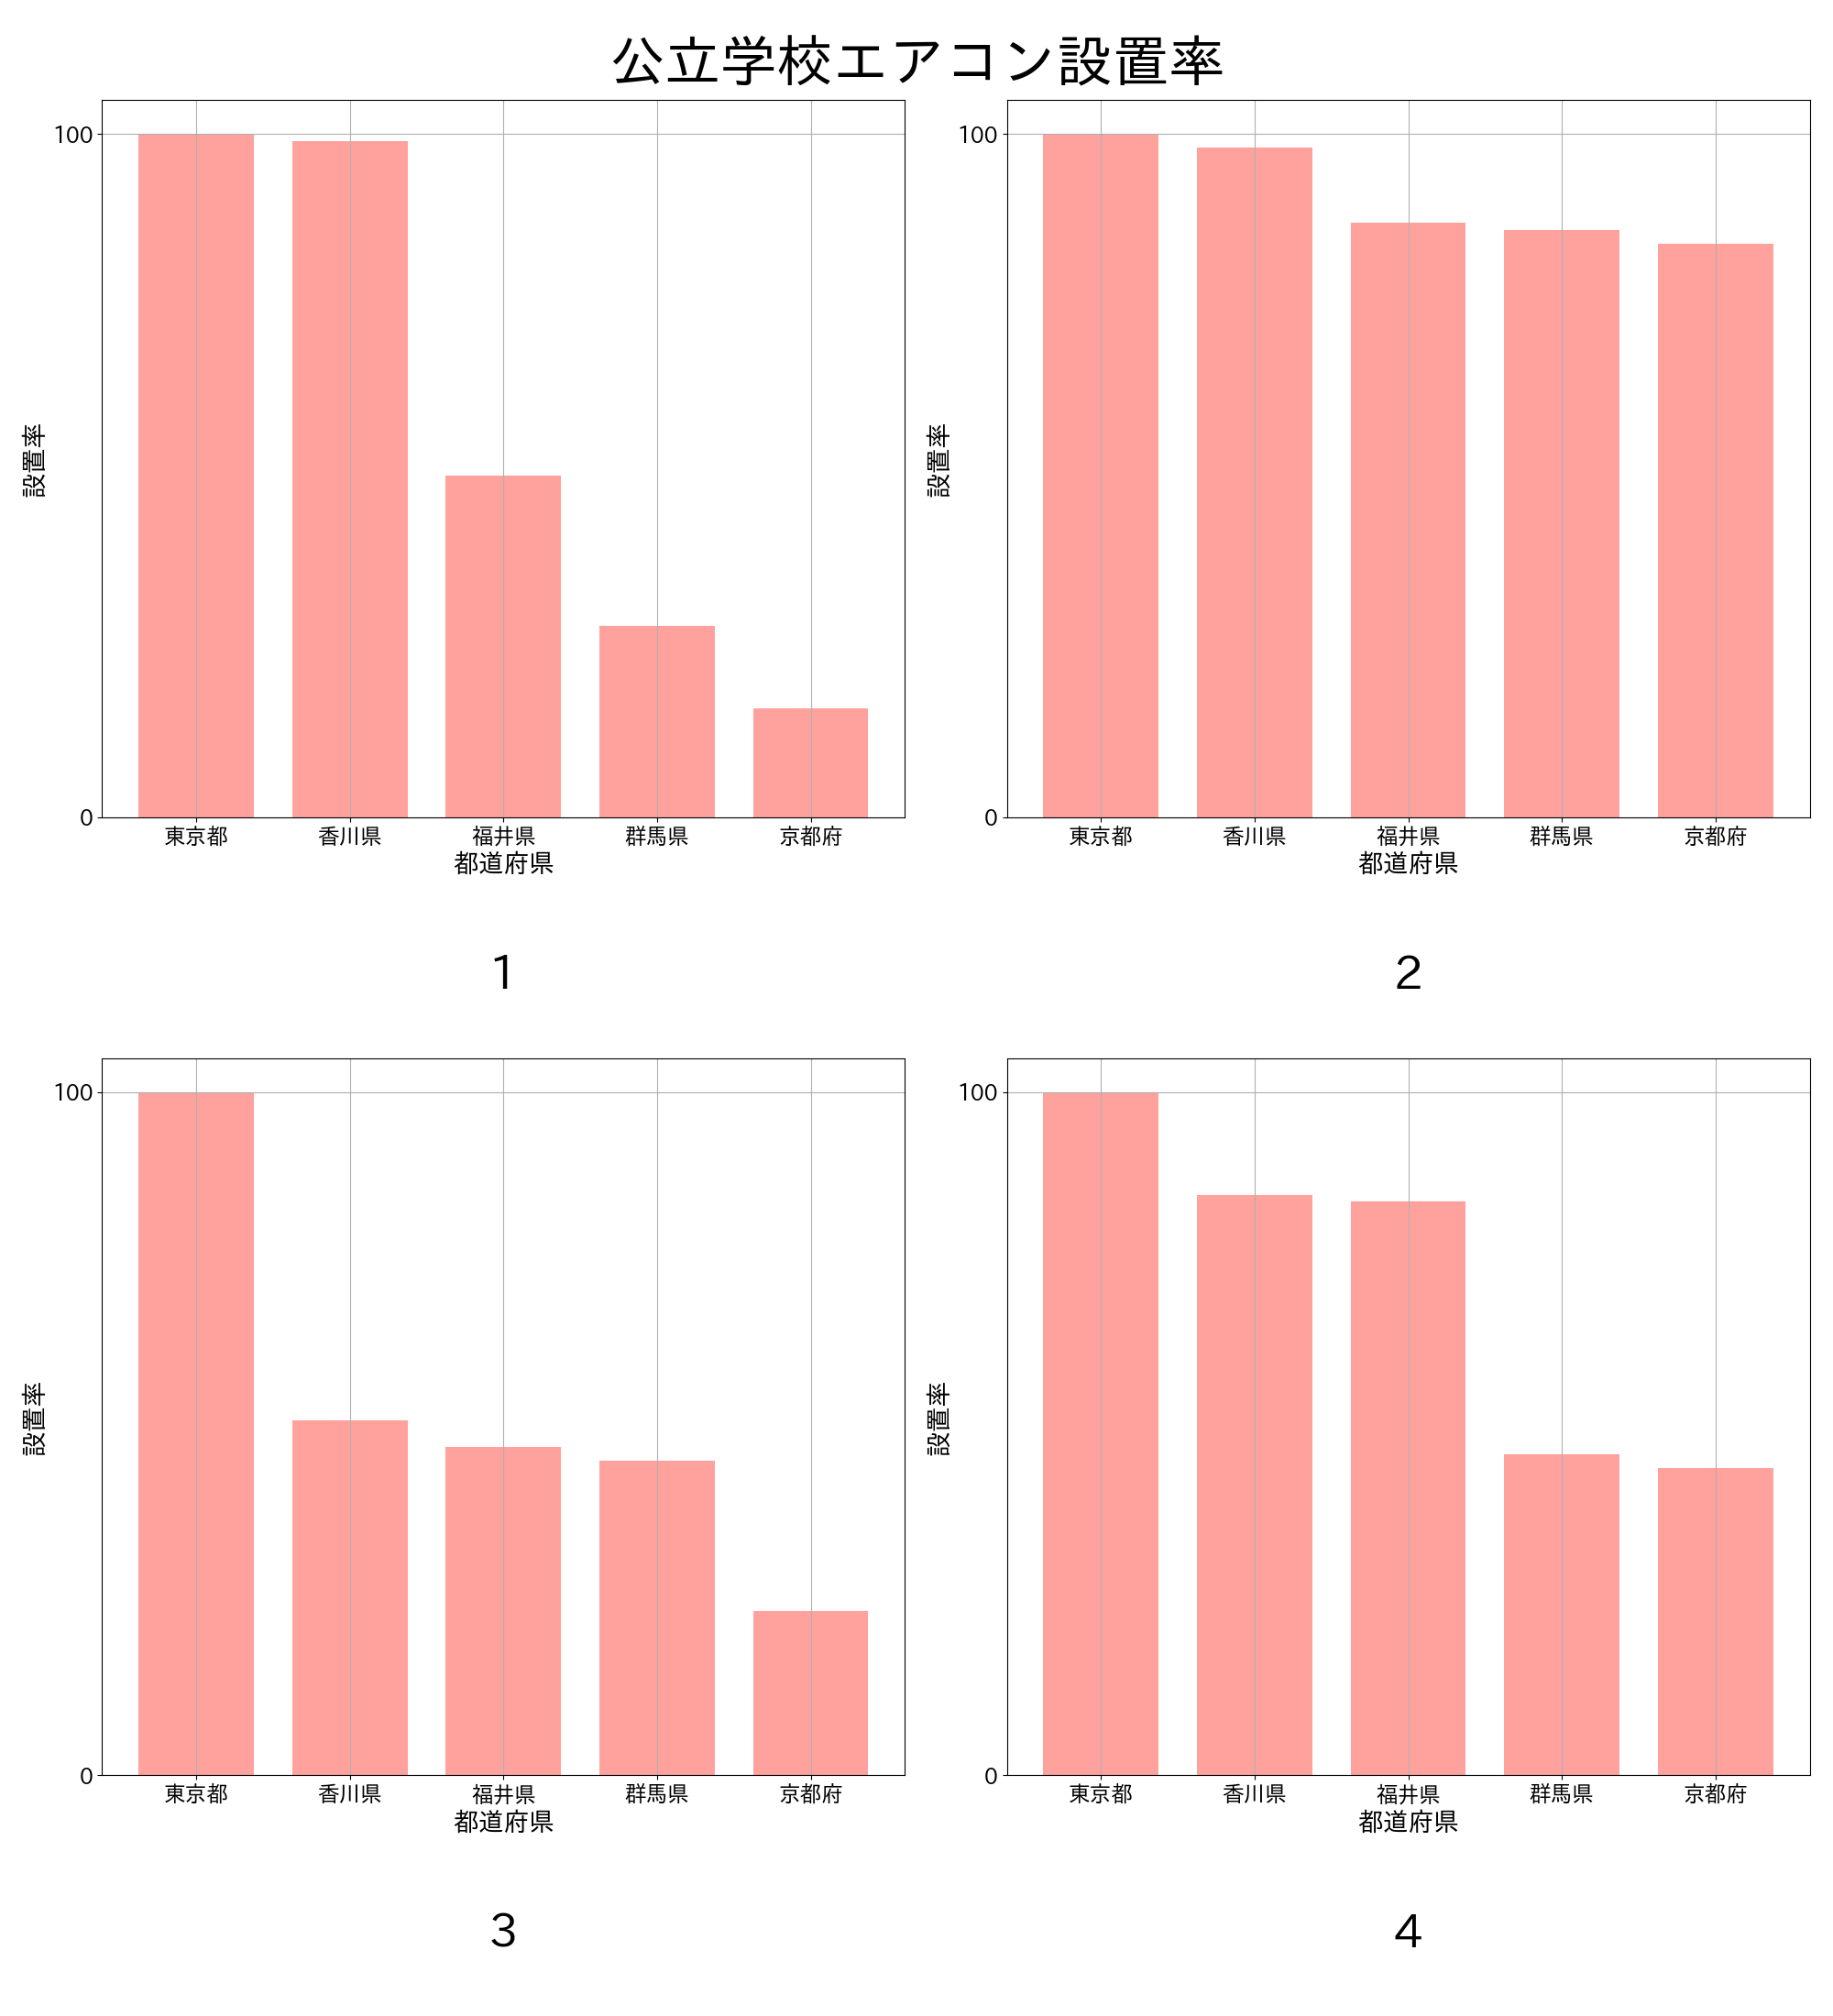 公立学校エアコン設置率
100
設置率
0
東京都 香川県 福井県 群馬県 京都府
都道府県
1
100
設置率
0
東京都 香川県 福井県 群馬県 京都府
都道府県
2
100
設置率
0
東京都 香川県 福井県 群馬県 京都府
都道府県
3
100
設置率
0
東京都 香川県 福井県 群馬県 京都府
都道府県
4